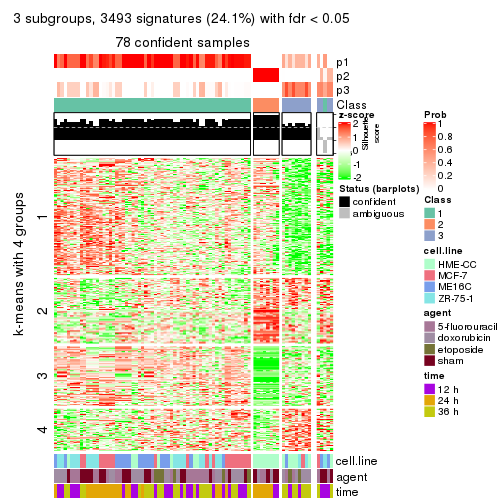 3 subgroups, 3493 signatures (24.1%) with fdr < 0.05
78 confident samples
p1
p2
p3
Class
z-score
2
1
0
-1
-2
Silhouette
score
Prob
1
0.8
0.6
0.4
0.2
0
Status (barplots)
confident
ambiguous
Class
1
2
3
cell.line
HME-CC
MCF-7
ME16C
ZR-75-1
agent
5-fluorouracil
doxorubicin
etoposide
sham
time
12 h
24 h
36 h
k-means with 4 groups
1
2
3
4
cell.line
agent
time